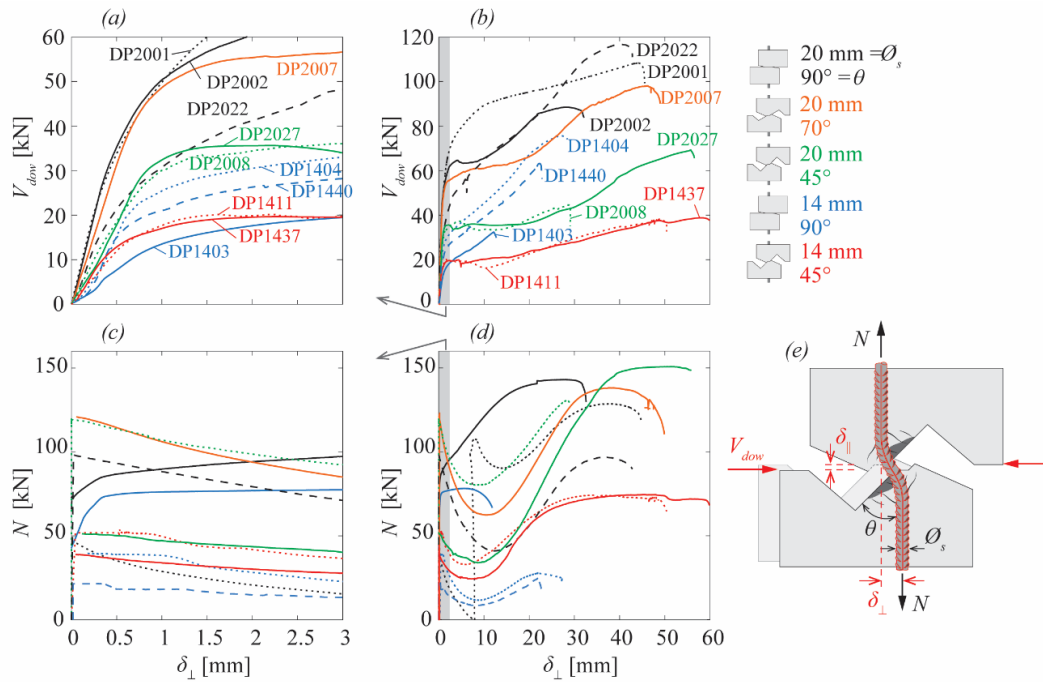 (a)
60
50
40
30
20
10
0
V_dow [kN]
DP2001
DP2002
DP2007
DP2022
DP2027
DP2008
DP1404
DP1440
DP1411
DP1437
DP1403
(b)
120
100
80
60
40
20
0
V_dow [kN]
DP2022
DP2001
DP2007
DP2002
DP1404
DP2027
DP1440
DP1437
DP2008
DP1403
DP1411
20 mm =Ø_s
90° = θ
20 mm
70°
20 mm
45°
14 mm
90°
14 mm
45°
(c)
150
100
50
0
N [kN]
0 0.5 1 1.5 2 2.5 3
δ⊥ [mm]
(d)
150
100
50
0
N [kN]
0 10 20 30 40 50 60
δ⊥ [mm]
(e)
N
δ∥
V_dow
θ
Ø_s
δ⊥
N